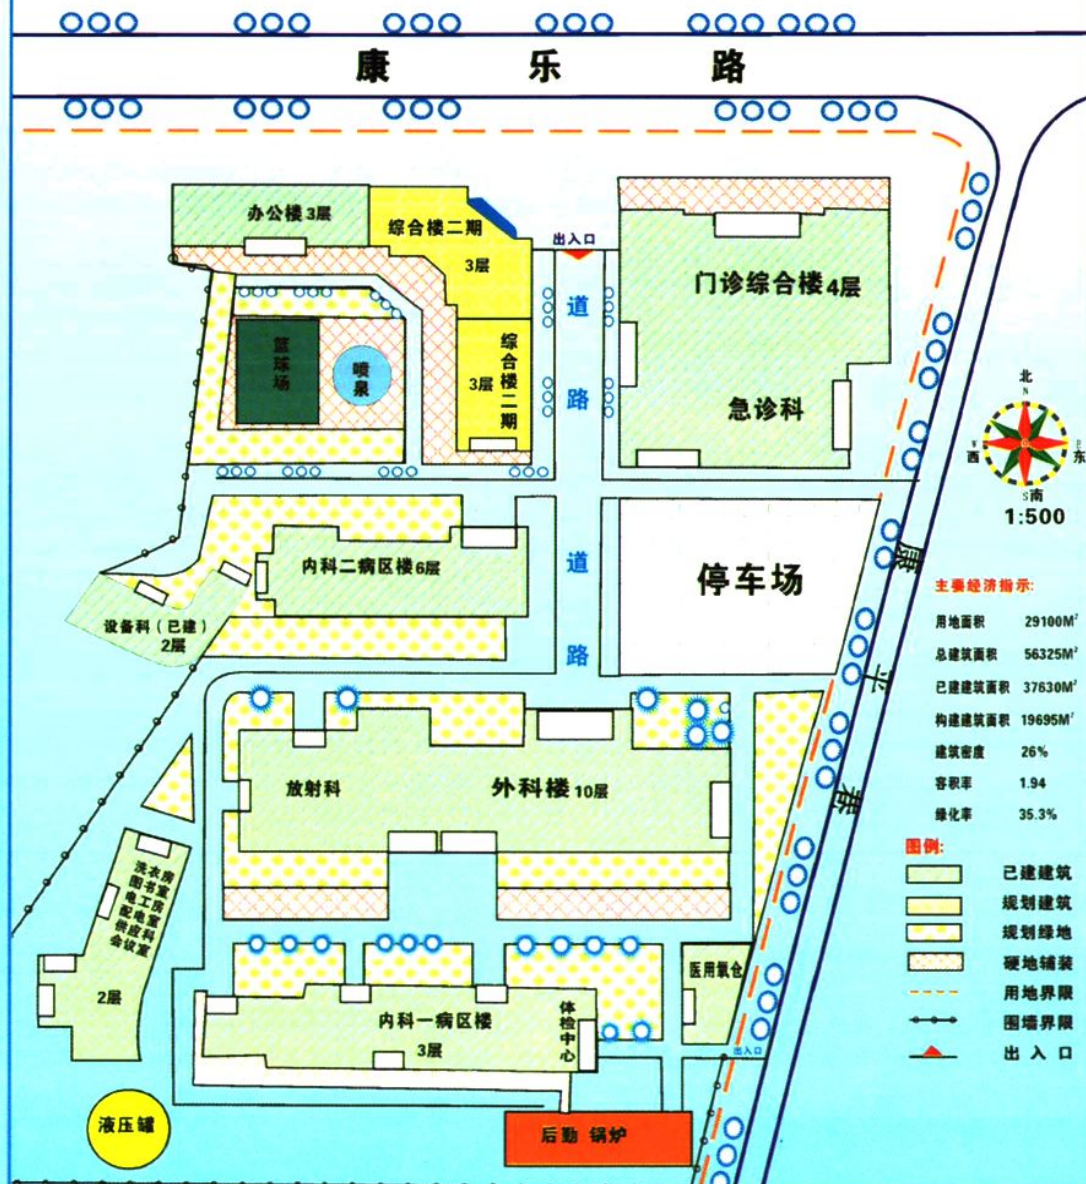 康乐路
办公楼3层
综合楼二期
3层
出入口
门诊综合楼4层
道
路
篮球场
喷泉
3层
综合楼二期
急诊科
北
N
W
E
西
东
S南
1:500
内科二病区楼6层
道
路
停车场
康平巷
设备科(已建)
2层
主要经济指示:
用地面积 29100M²
总建筑面积 56325M²
已建建筑面积 37630M²
构建建筑面积 19695M²
建筑密度 26%
容积率 1.94
绿化率 35.3%
放射科
外科楼10层
图例:
已建建筑
规划建筑
规划绿地
硬地铺装
用地界限
围墙界限
出入口
洗衣房
图书室
电工房
配电室
供应科
会议室
2层
医用氧仓
内科一病区楼
3层
体检中心
出入口
液压罐
后勤 锅炉